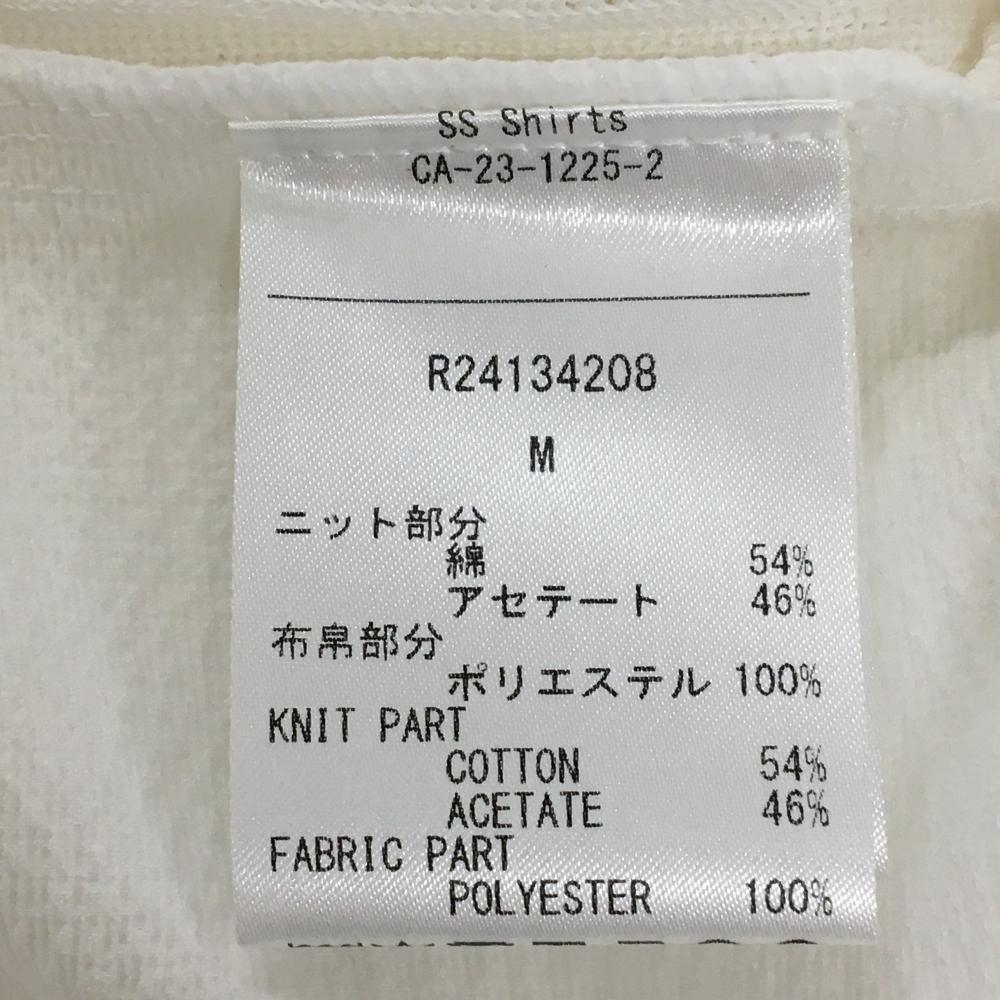 SS Shirts
CA-23-1225-2
R24134208
M
ニット部分
綿 54%
アセテート 46%
布帛部分
ポリエステル 100%
KNIT PART
COTTON 54%
ACETATE 46%
FABRIC PART
POLYESTER 100%